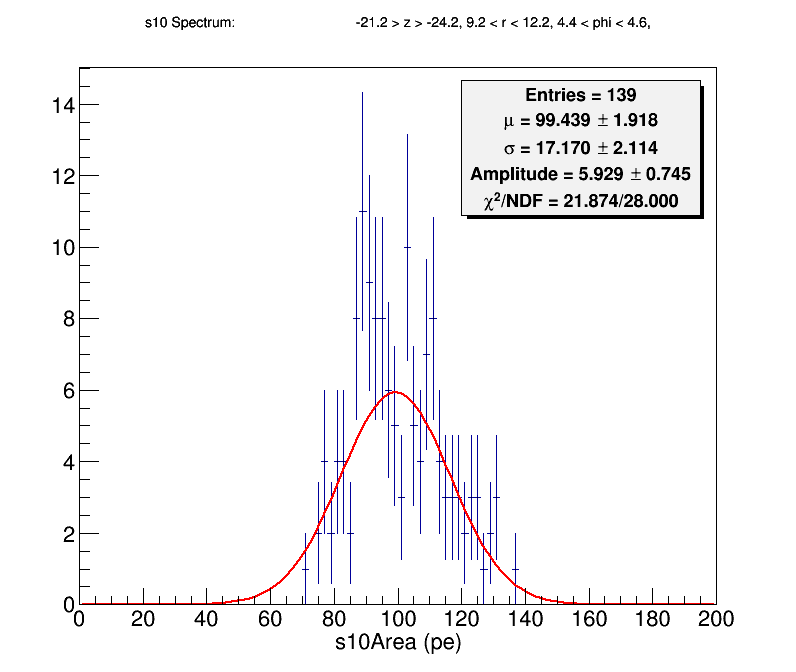 s10 Spectrum: -21.2 > z > -24.2, 9.2 < r < 12.2, 4.4 < phi < 4.6,
Entries = 139
μ = 99.439 ± 1.918
σ = 17.170 ± 2.114
Amplitude = 5.929 ± 0.745
χ²/NDF = 21.874/28.000
14
12
10
8
6
4
2
0
0 20 40 60 80 100 120 140 160 180 200
s10Area (pe)